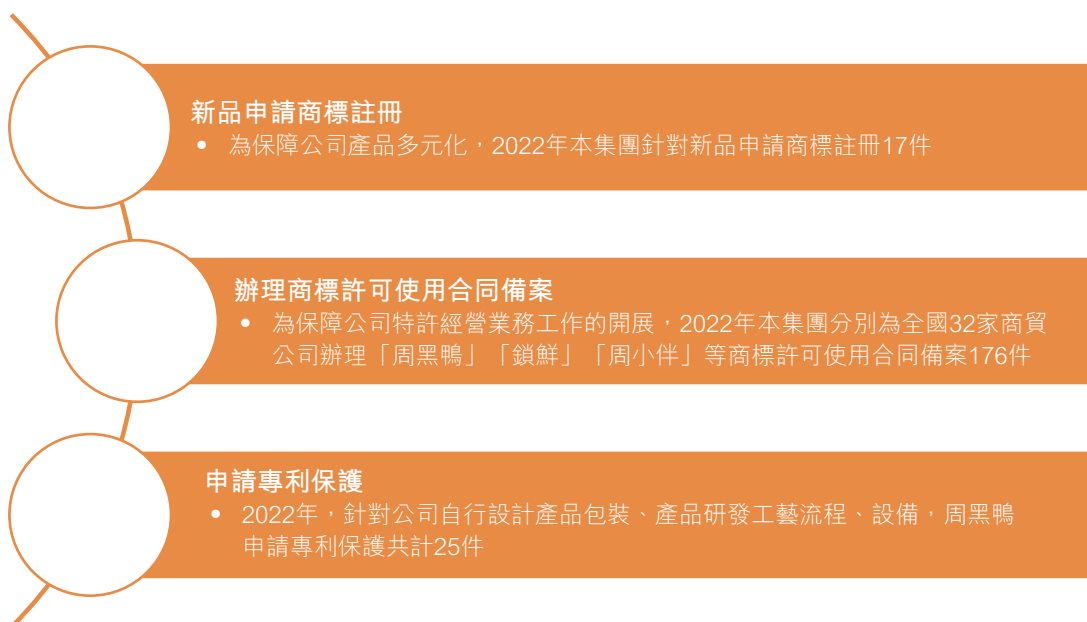 新品申請商標註冊
• 為保障公司產品多元化，2022年本集團針對新品申請商標註冊17件
辦理商標許可使用合同備案
• 為保障公司特許經營業務工作的開展，2022年本集團分別為全國32家商貿
公司辦理「周黑鴨」「鎖鮮」「周小伴」等商標許可使用合同備案176件
申請專利保護
• 2022年，針對公司自行設計產品包裝、產品研發工藝流程、設備，周黑鴨
申請專利保護共計25件